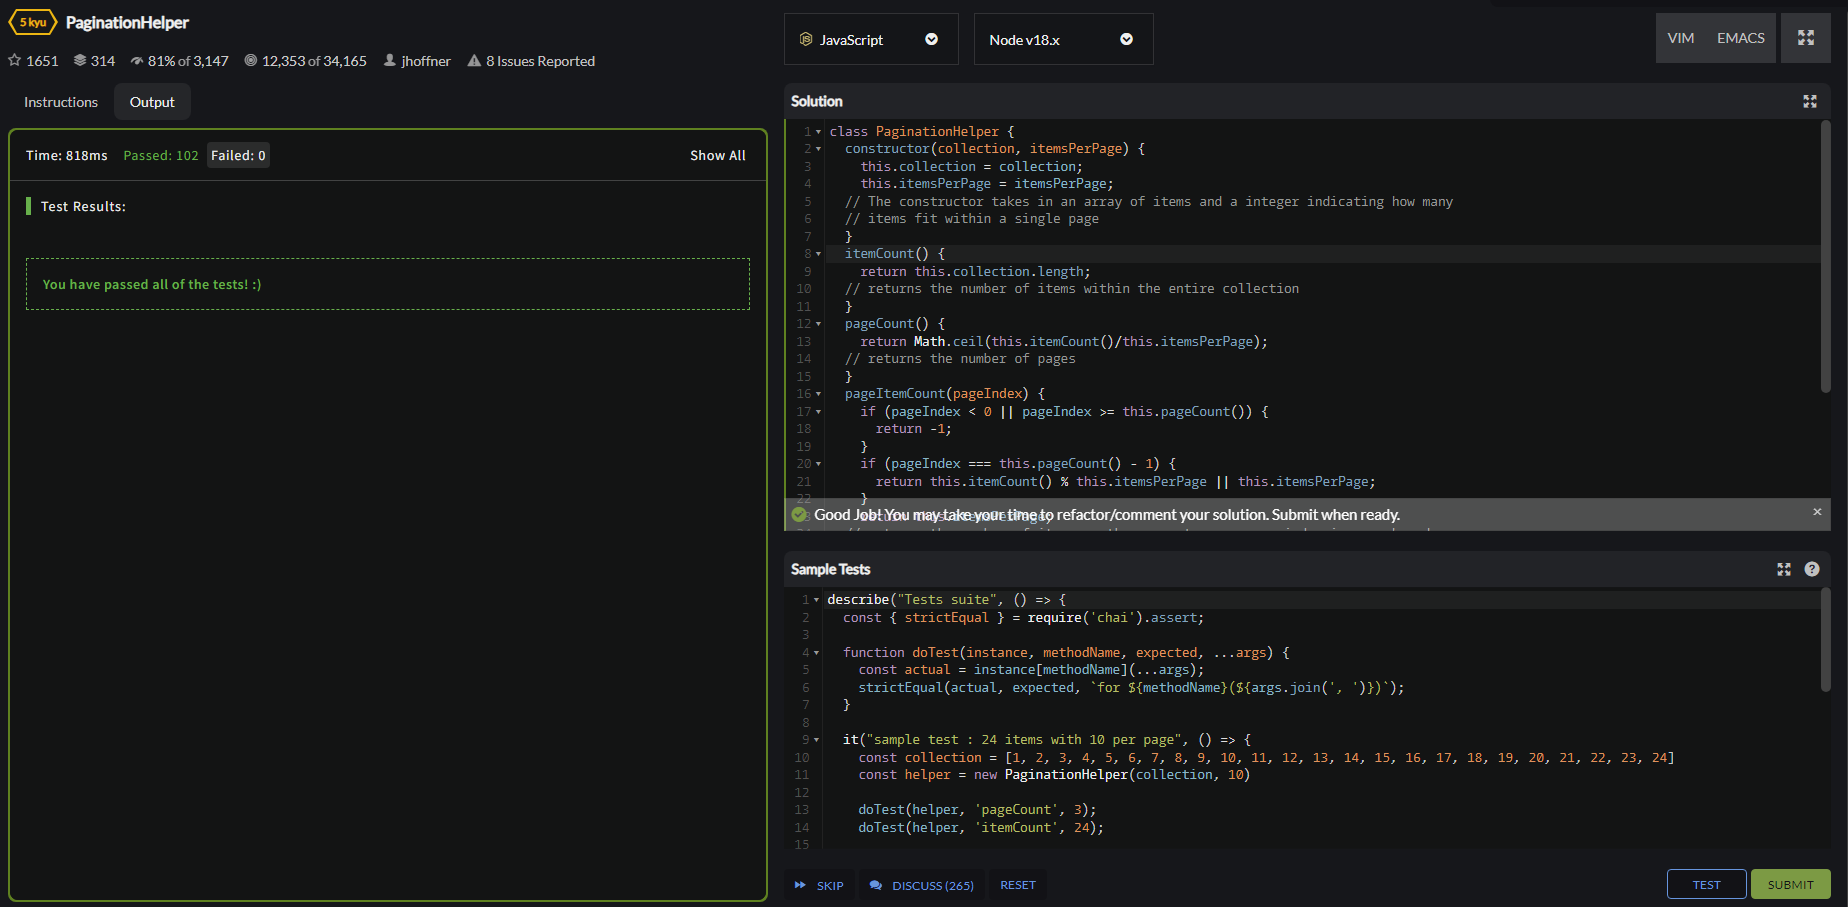 5 kyu PaginationHelper
1651 314 81% of 3,147 12,353 of 34,165 jhoffner 8 Issues Reported
Instructions Output
Time: 818ms Passed: 102 Failed: 0 Show All
Test Results:
You have passed all of the tests! :)
JavaScript Node v18.x VIM EMACS
Solution
1 class PaginationHelper {
2 constructor(collection, itemsPerPage) {
3 this.collection = collection;
4 this.itemsPerPage = itemsPerPage;
5 // The constructor takes in an array of items and a integer indicating how many
6 // items fit within a single page
7 }
8 itemCount() {
9 return this.collection.length;
10 // returns the number of items within the entire collection
11 }
12 pageCount() {
13 return Math.ceil(this.itemCount()/this.itemsPerPage);
14 // returns the number of pages
15 }
16 pageItemCount(pageIndex) {
17 if (pageIndex < 0 || pageIndex >= this.pageCount()) {
18 return -1;
19 }
20 if (pageIndex === this.pageCount() - 1) {
21 return this.itemCount() % this.itemsPerPage || this.itemsPerPage;
22 }
Good Job! You may take your time to refactor/comment your solution. Submit when ready.
Sample Tests
1 describe("Tests suite", () => {
2 const { strictEqual } = require('chai').assert;
3
4 function doTest(instance, methodName, expected, ...args) {
5 const actual = instance[methodName](...args);
6 strictEqual(actual, expected, `for ${methodName}(${args.join(', ')})`);
7 }
8
9 it("sample test : 24 items with 10 per page", () => {
10 const collection = [1, 2, 3, 4, 5, 6, 7, 8, 9, 10, 11, 12, 13, 14, 15, 16, 17, 18, 19, 20, 21, 22, 23, 24]
11 const helper = new PaginationHelper(collection, 10)
12
13 doTest(helper, 'pageCount', 3);
14 doTest(helper, 'itemCount', 24);
15
SKIP DISCUSS (265) RESET TEST SUBMIT